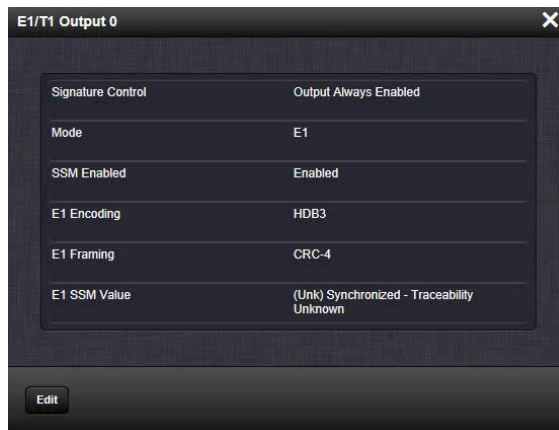 E1/T1 Output 0
Signature Control Output Always Enabled
Mode E1
SSM Enabled Enabled
E1 Encoding HDB3
E1 Framing CRC-4
E1 SSM Value (Unk) Synchronized - Traceability
Unknown
Edit